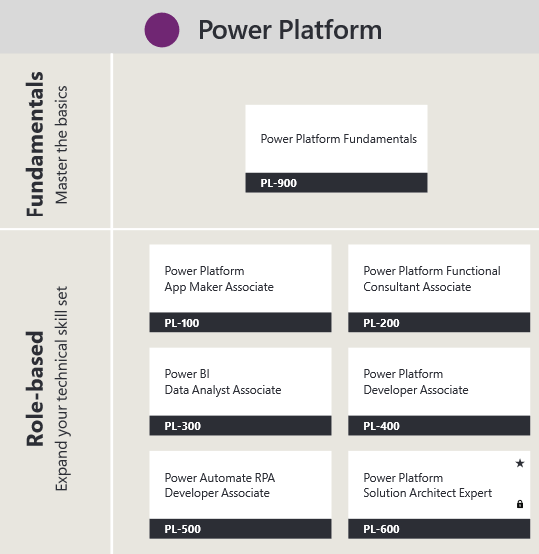 Power Platform
Fundamentals
Master the basics
Power Platform Fundamentals
PL-900
Role-based
Expand your technical skill set
Power Platform
App Maker Associate
PL-100
Power Platform Functional
Consultant Associate
PL-200
Power BI
Data Analyst Associate
PL-300
Power Platform
Developer Associate
PL-400
Power Automate RPA
Developer Associate
PL-500
Power Platform
Solution Architect Expert
PL-600